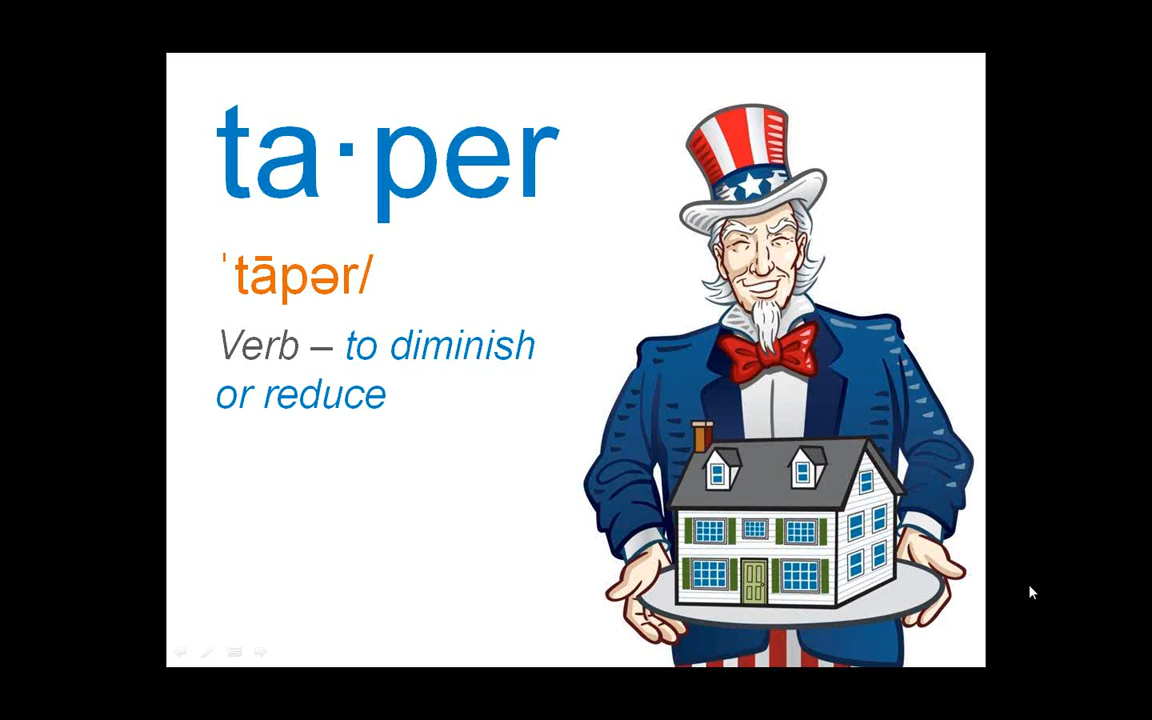 ta·per
ˈtāpər/
Verb – to diminish
or reduce